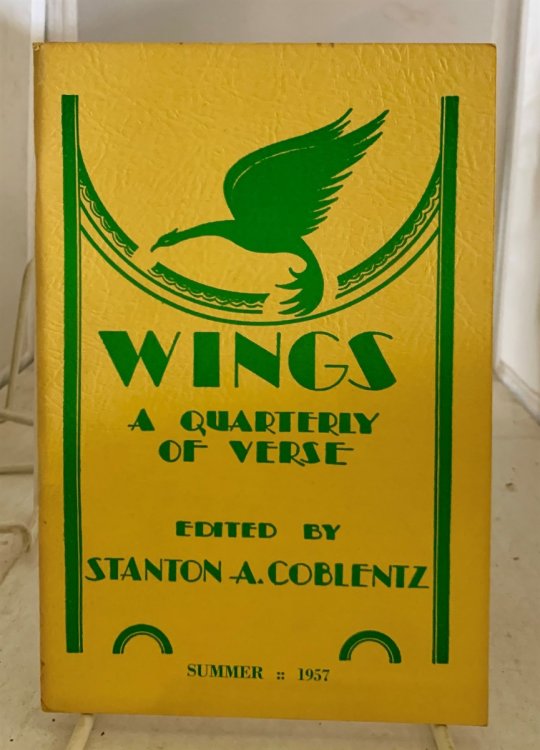 WINGS
A QUARTERLY
OF VERSE
EDITED BY
STANTON A. COBLENTZ
SUMMER :: 1957